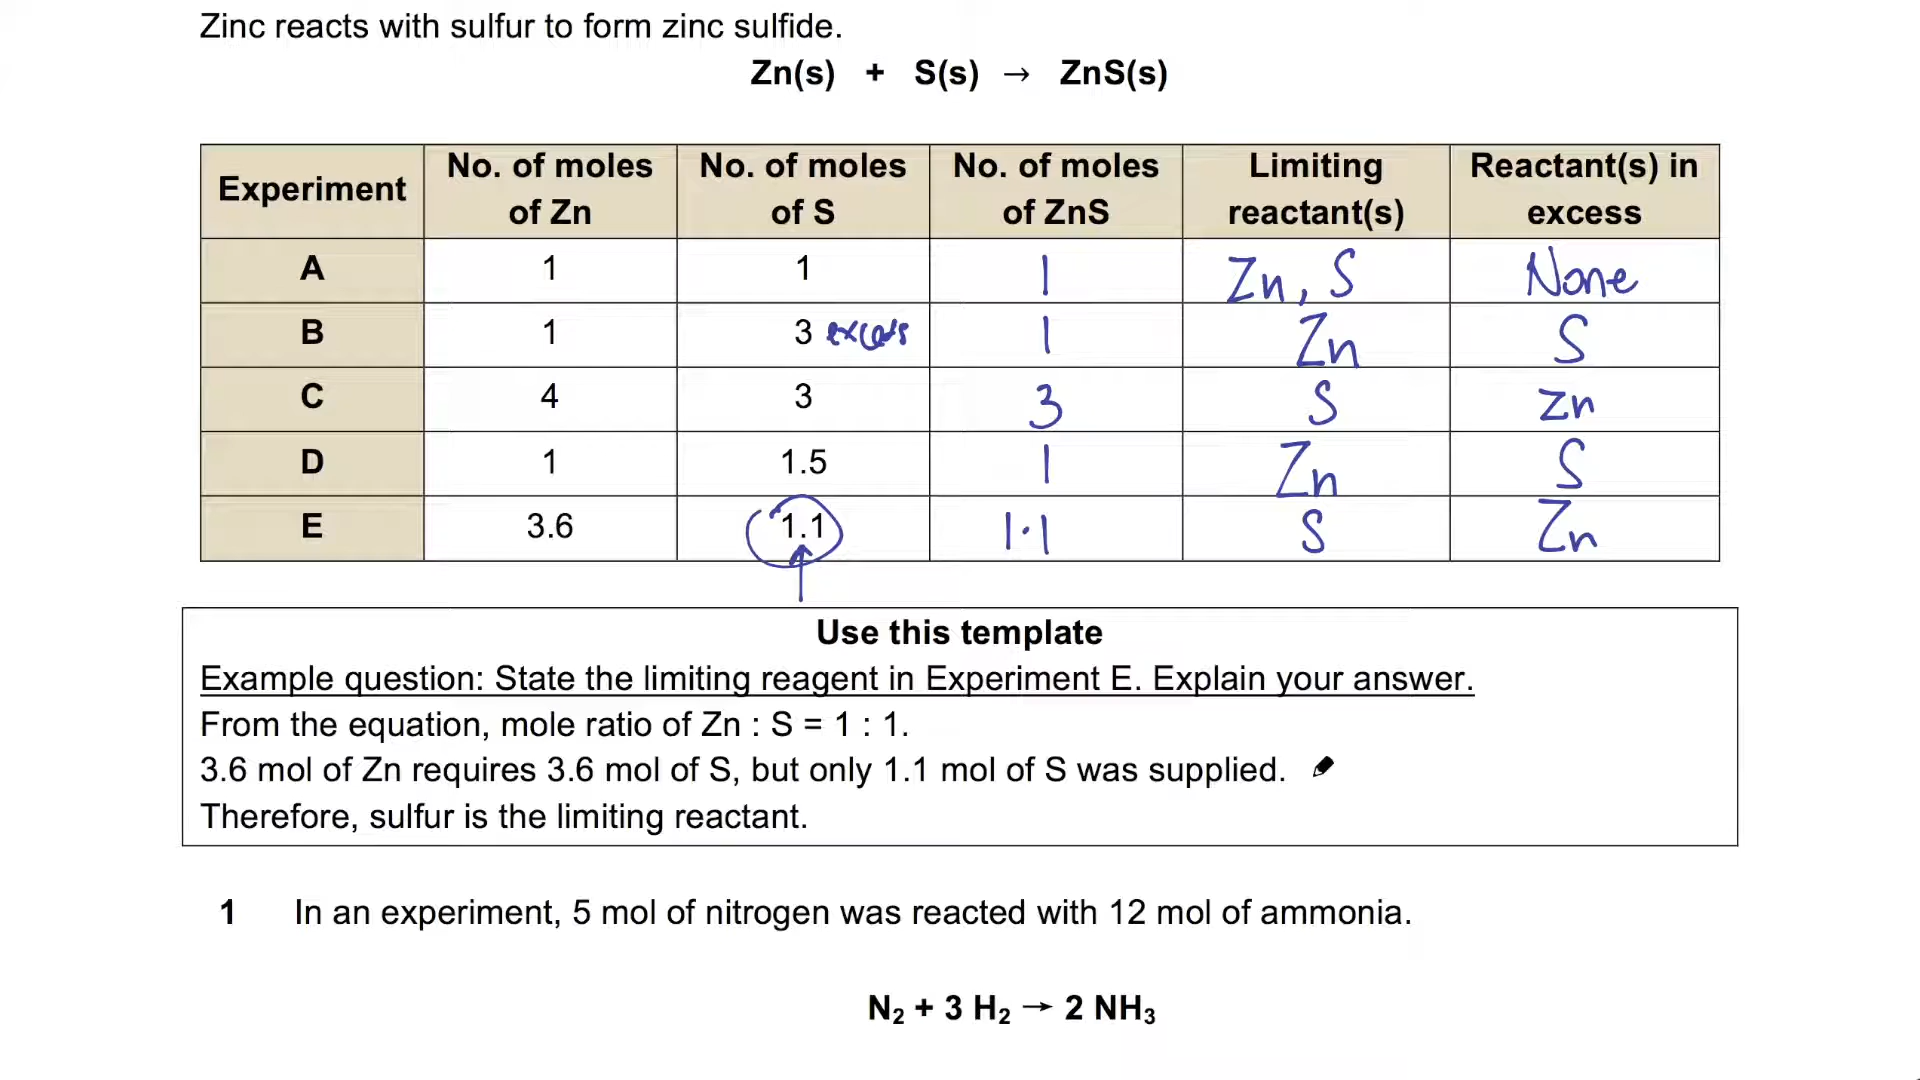 Zinc reacts with sulfur to form zinc sulfide.
Zn(s) + S(s) → ZnS(s)
Experiment No. of moles of Zn No. of moles of S No. of moles of ZnS Limiting reactant(s) Reactant(s) in excess
A 1 1 1 Zn, S None
B 1 3 excess 1 Zn S
C 4 3 3 S Zn
D 1 1.5 1 Zn S
E 3.6 1.1 1.1 S Zn
Use this template
Example question: State the limiting reagent in Experiment E. Explain your answer.
From the equation, mole ratio of Zn : S = 1 : 1.
3.6 mol of Zn requires 3.6 mol of S, but only 1.1 mol of S was supplied.
Therefore, sulfur is the limiting reactant.
1 In an experiment, 5 mol of nitrogen was reacted with 12 mol of ammonia.
N₂ + 3 H₂ → 2 NH₃